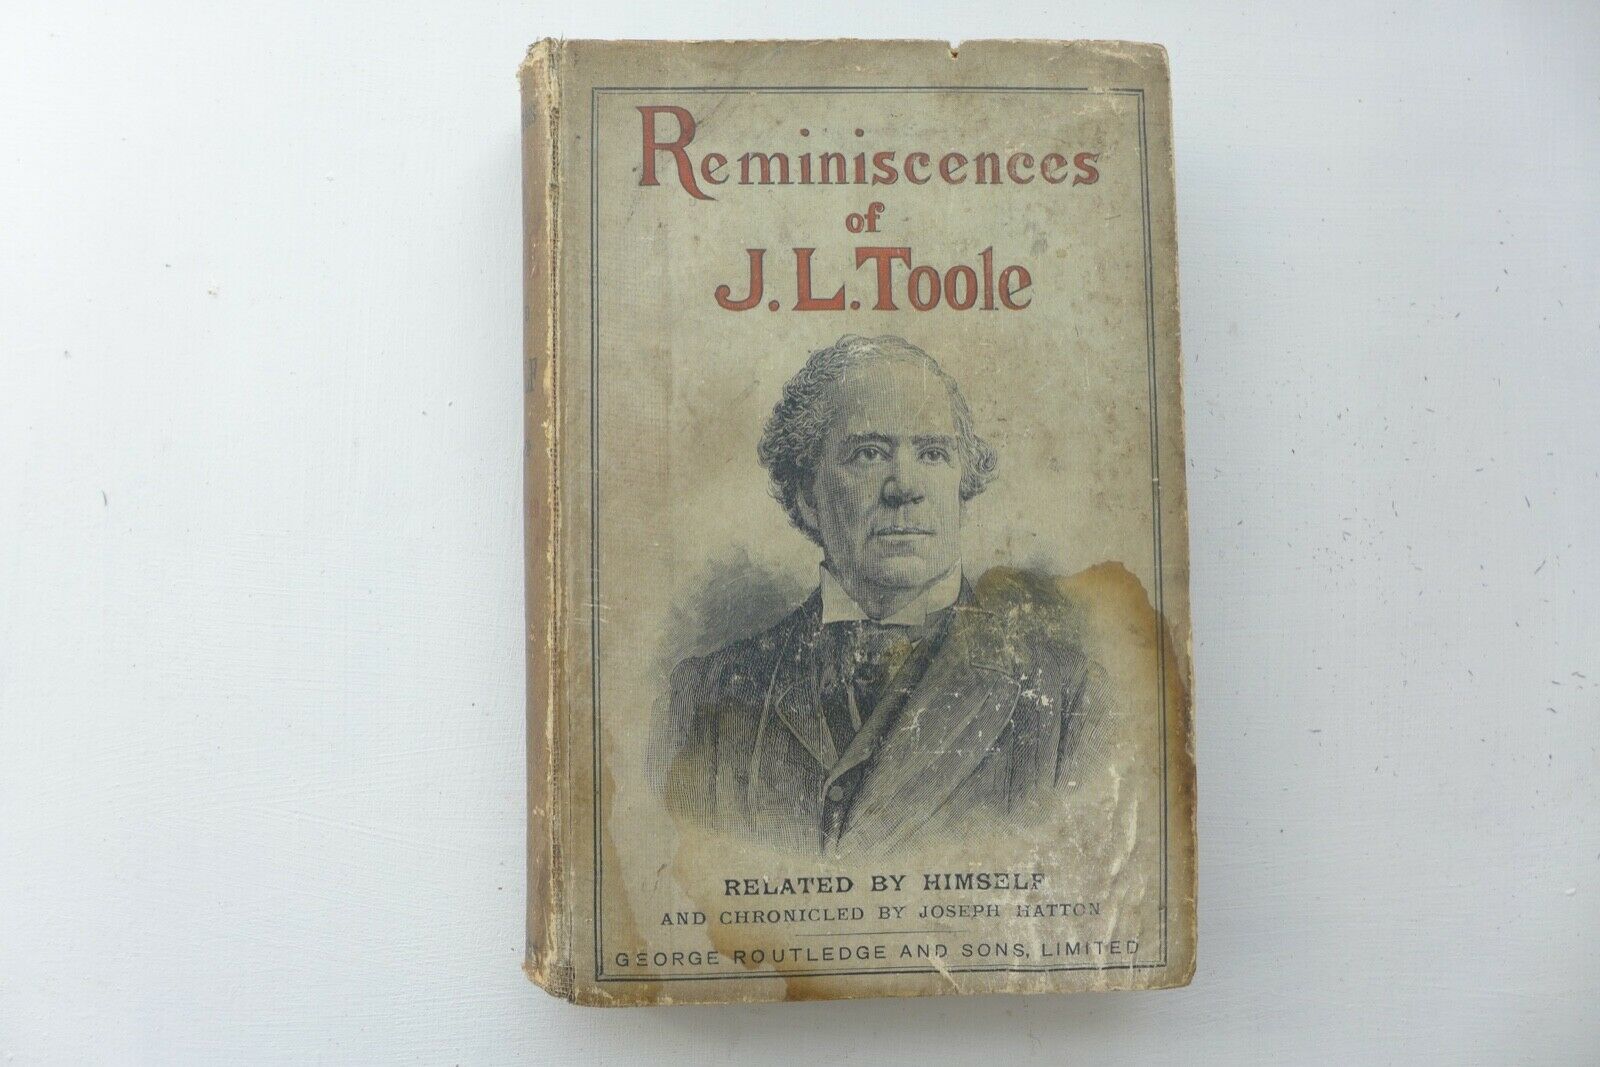 Reminiscences
of
J.L.Toole
RELATED BY HIMSELF
AND CHRONICLED BY JOSEPH HATTON
GEORGE ROUTLEDGE AND SONS, LIMITED